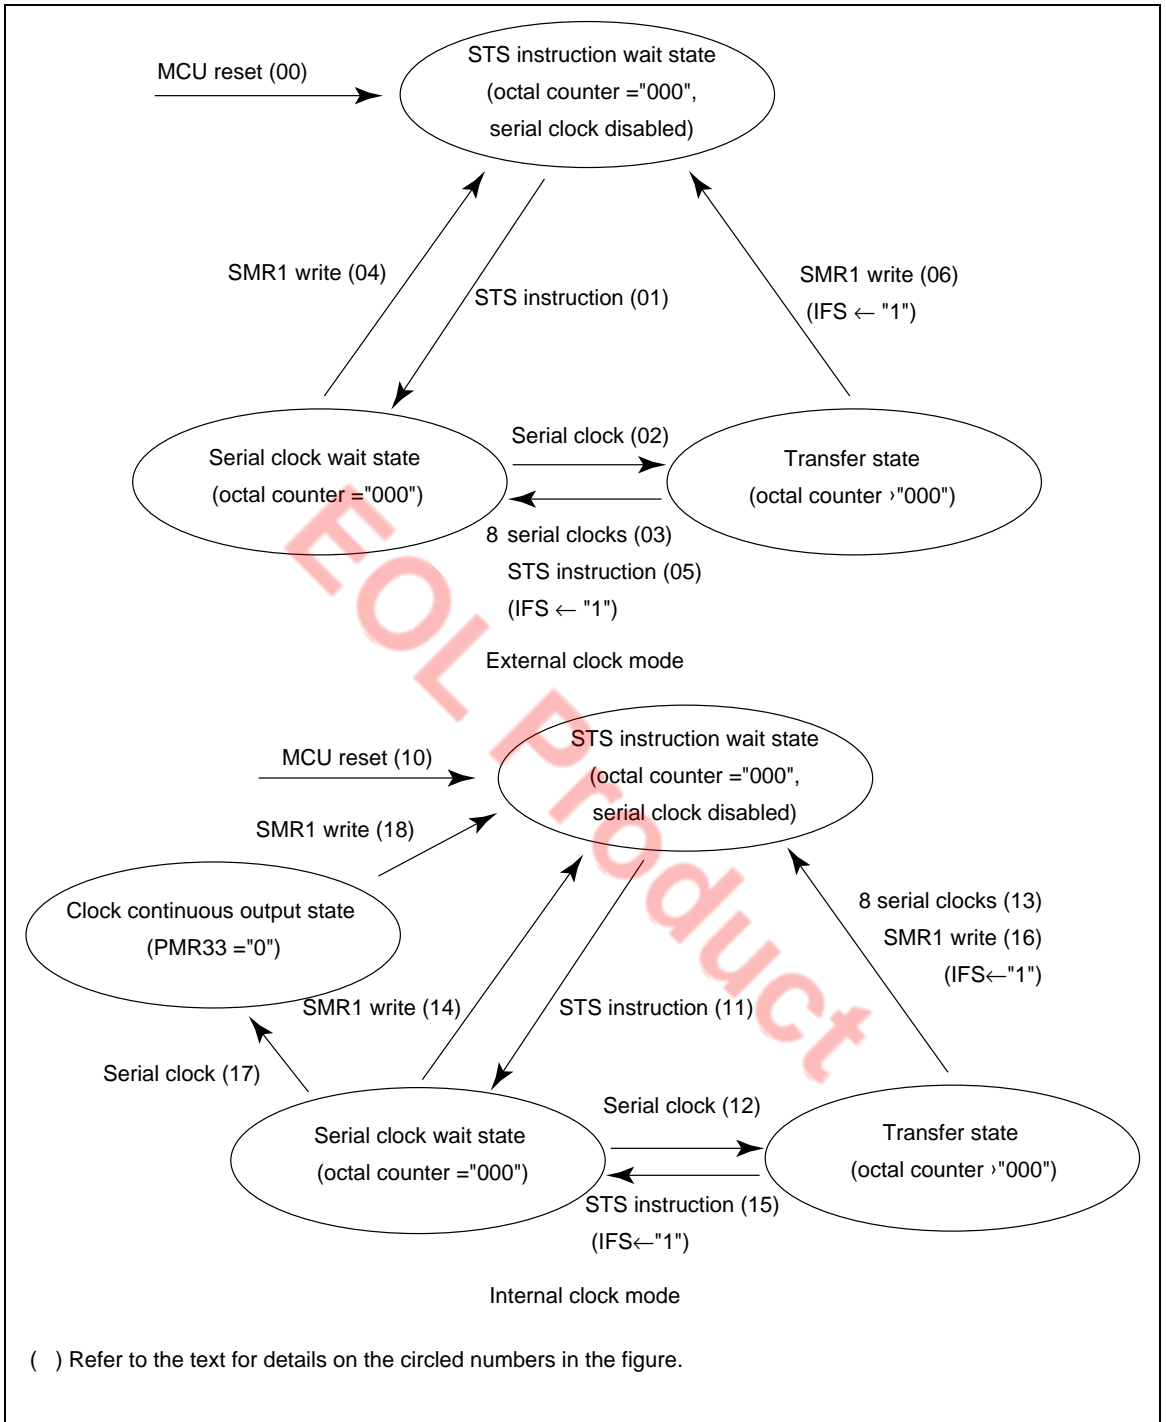 MCU reset (00)
STS instruction wait state
(octal counter ="000",
serial clock disabled)
SMR1 write (04)
STS instruction (01)
SMR1 write (06)
(IFS ← "1")
Serial clock wait state
(octal counter ="000")
Serial clock (02)
Transfer state
(octal counter ›"000")
8 serial clocks (03)
STS instruction (05)
(IFS ← "1")
External clock mode
MCU reset (10)
STS instruction wait state
(octal counter ="000",
serial clock disabled)
SMR1 write (18)
Clock continuous output state
(PMR33 ="0")
8 serial clocks (13)
SMR1 write (16)
(IFS←"1")
SMR1 write (14)
STS instruction (11)
Serial clock (17)
Serial clock wait state
(octal counter ="000")
Serial clock (12)
Transfer state
(octal counter ›"000")
STS instruction (15)
(IFS←"1")
Internal clock mode
( ) Refer to the text for details on the circled numbers in the figure.
EOL Product